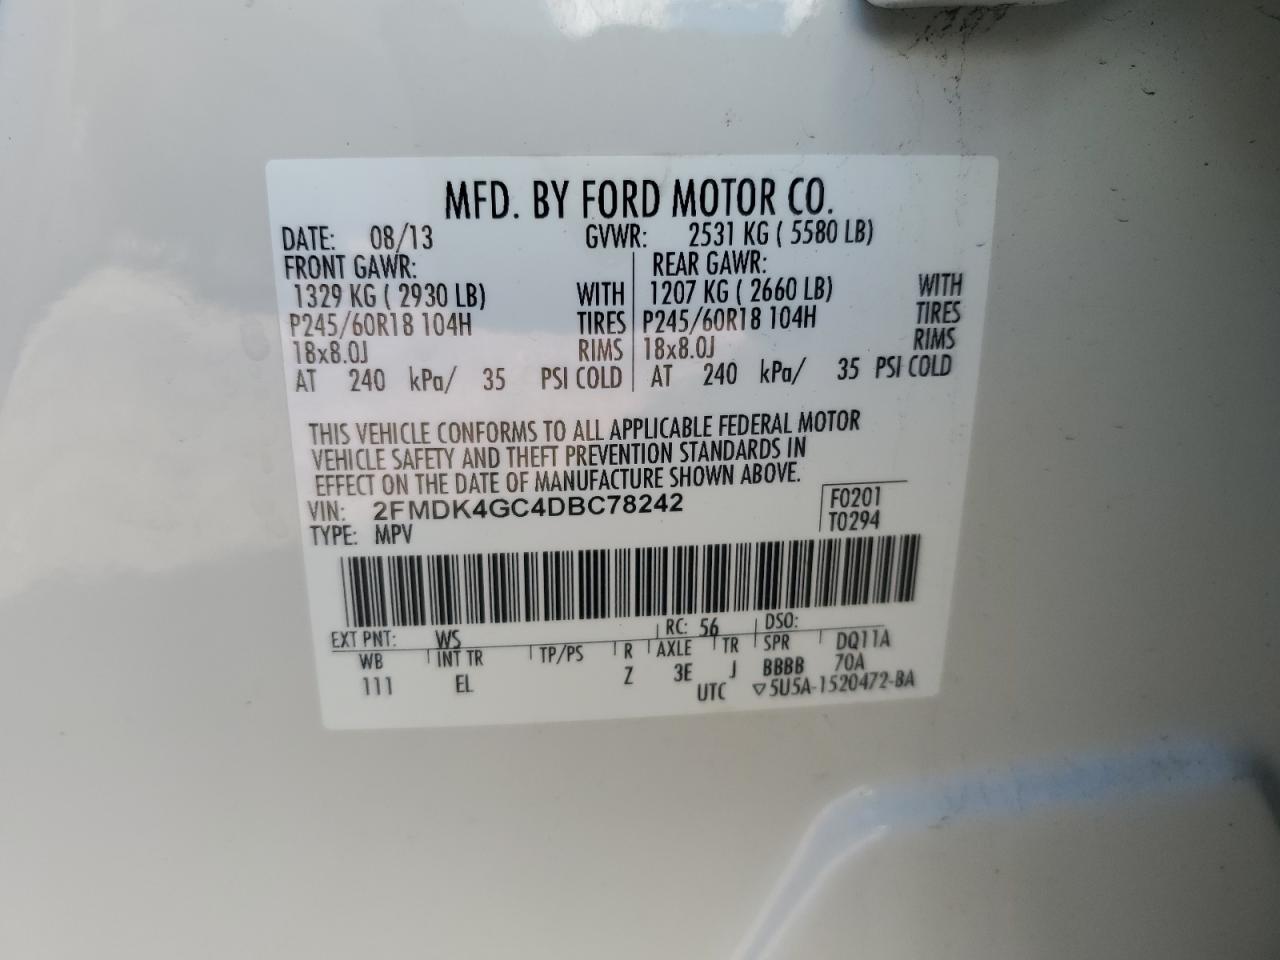 MFD. BY FORD MOTOR CO.
DATE: 08/13 GVWR: 2531 KG ( 5580 LB)
FRONT GAWR: REAR GAWR:
1329 KG ( 2930 LB) WITH 1207 KG ( 2660 LB) WITH
P245/60R18 104H TIRES P245/60R18 104H TIRES
18x8.0J RIMS 18x8.0J RIMS
AT 240 kPa/ 35 PSI COLD AT 240 kPa/ 35 PSI COLD
THIS VEHICLE CONFORMS TO ALL APPLICABLE FEDERAL MOTOR
VEHICLE SAFETY AND THEFT PREVENTION STANDARDS IN
EFFECT ON THE DATE OF MANUFACTURE SHOWN ABOVE.
VIN: 2FMDK4GC4DBC78242 F0201
TYPE: MPV T0294
EXT PNT: WS RC: 56 DSO:
WB INT TR TP/PS R AXLE TR SPR DQ11A
111 EL Z 3E J BBBB 70A
UTC ▽5U5A-1520472-BA